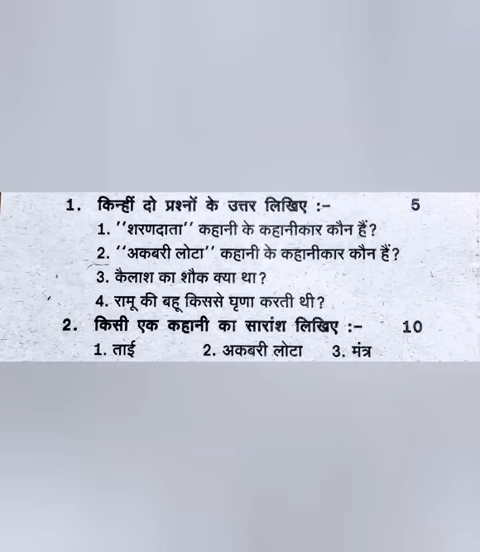 1. किन्हीं दो प्रश्नों के उत्तर लिखिए :- 5
1. ''शरणदाता'' कहानी के कहानीकार कौन हैं?
2. ''अकबरी लोटा'' कहानी के कहानीकार कौन हैं?
3. कैलाश का शौक क्या था?
4. रामू की बहू किससे घृणा करती थी?
2. किसी एक कहानी का सारांश लिखिए :- 10
1. ताई 2. अकबरी लोटा 3. मंत्र